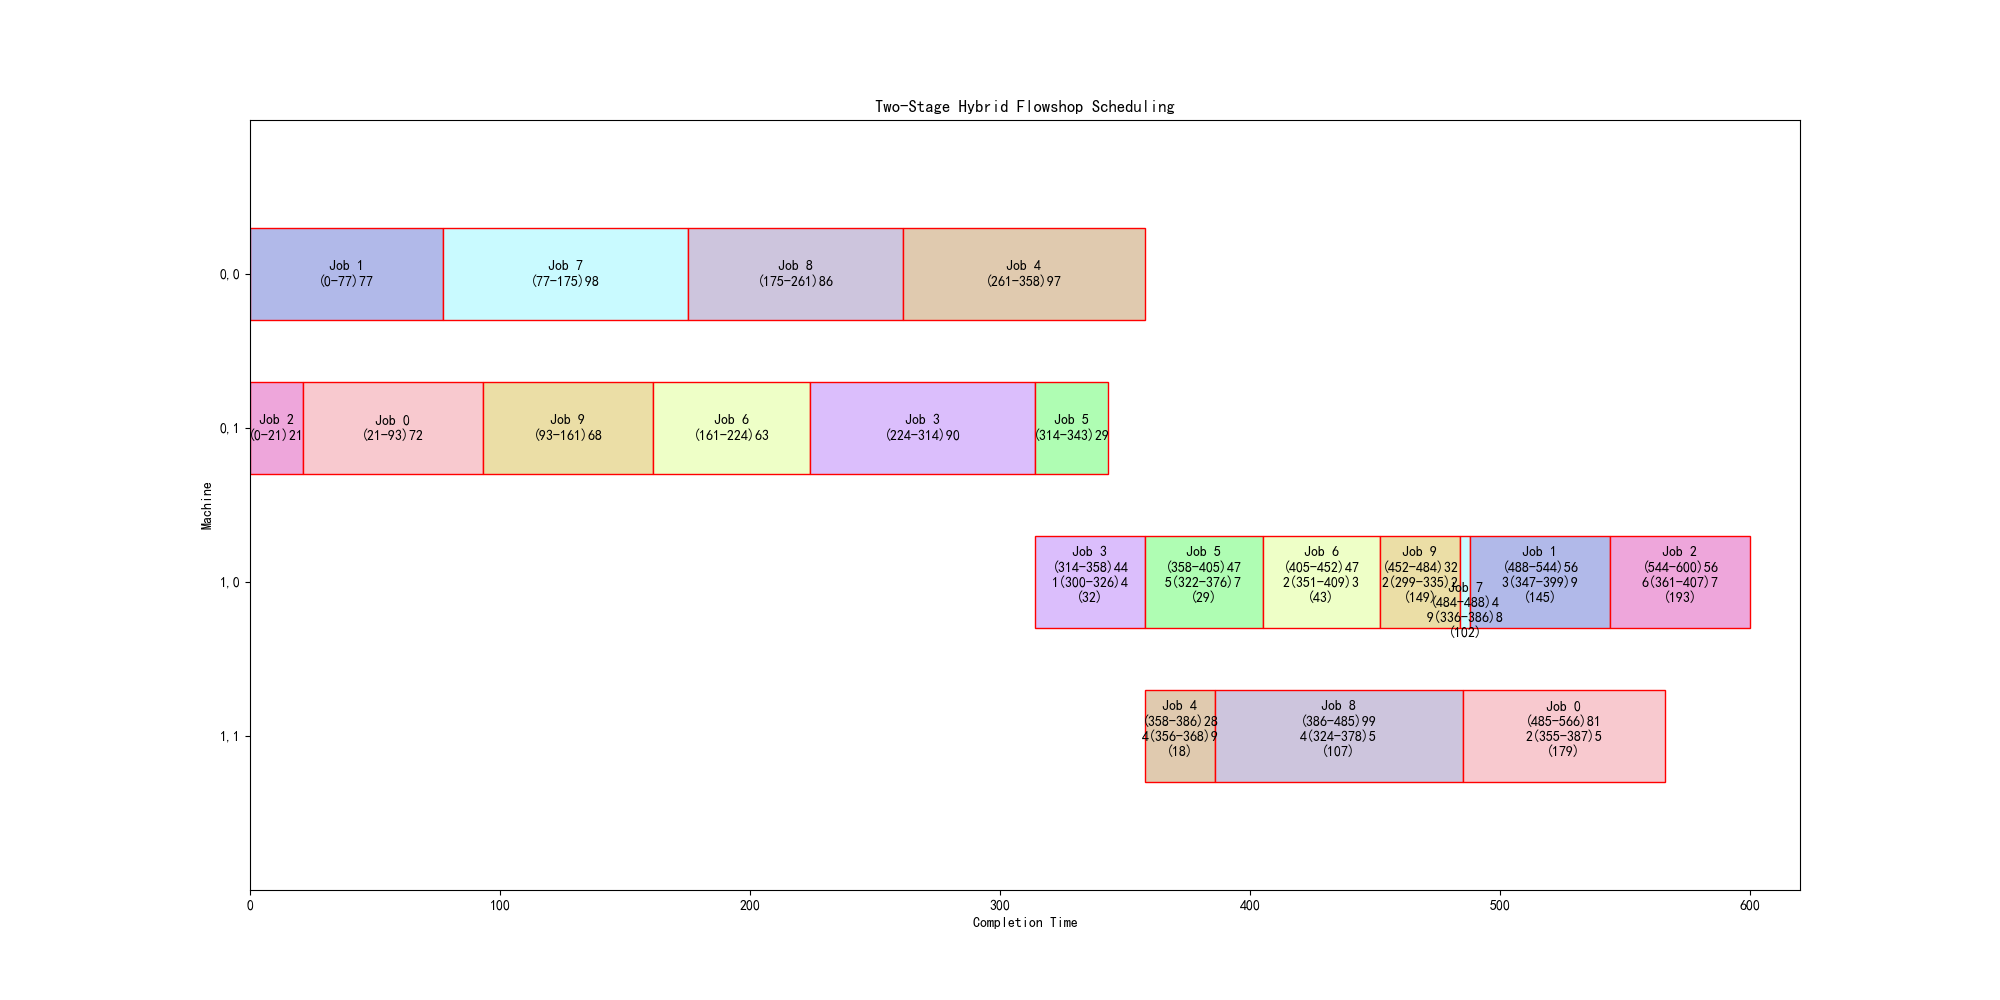 Two-Stage Hybrid Flowshop Scheduling
0,0
Job 1
(0-77)77
Job 7
(77-175)98
Job 8
(175-261)86
Job 4
(261-358)97
0,1
Job 2
(0-21)21
Job 0
(21-93)72
Job 9
(93-161)68
Job 6
(161-224)63
Job 3
(224-314)90
Job 5
(314-343)29
Machine
1,0
Job 3
(314-358)44
1(300-326)4
(32)
Job 5
(358-405)47
5(322-376)7
(29)
Job 6
(405-452)47
2(351-409)3
(43)
Job 9
(452-484)32
2(299-335)2
(149)
Job 7
(484-488)4
9(336-386)8
(102)
Job 1
(488-544)56
3(347-399)9
(145)
Job 2
(544-600)56
6(361-407)7
(193)
1,1
Job 4
(358-386)28
4(356-368)9
(18)
Job 8
(386-485)99
4(324-378)5
(107)
Job 0
(485-566)81
2(355-387)5
(179)
0
100
200
300
400
500
600
Completion Time